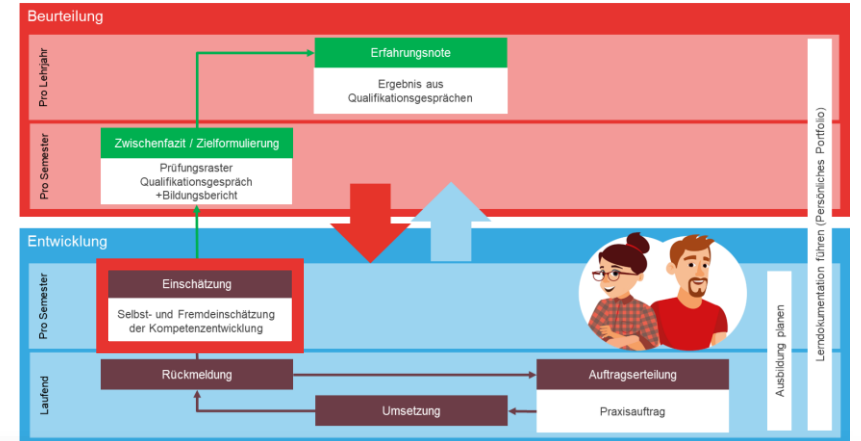 Beurteilung
Pro Lehrjahr
Erfahrungsnote
Ergebnis aus
Qualifikationsgesprächen
Pro Semester
Zwischenfazit / Zielformulierung
Prüfungsraster
Qualifikationsgespräch
+Bildungsbericht
Entwicklung
Pro Semester
Einschätzung
Selbst- und Fremdeinschätzung
der Kompetenzentwicklung
Laufend
Rückmeldung
Auftragserteilung
Umsetzung
Praxisauftrag
Ausbildung planen
Lerndokumentation führen (Persönliches Portfolio)